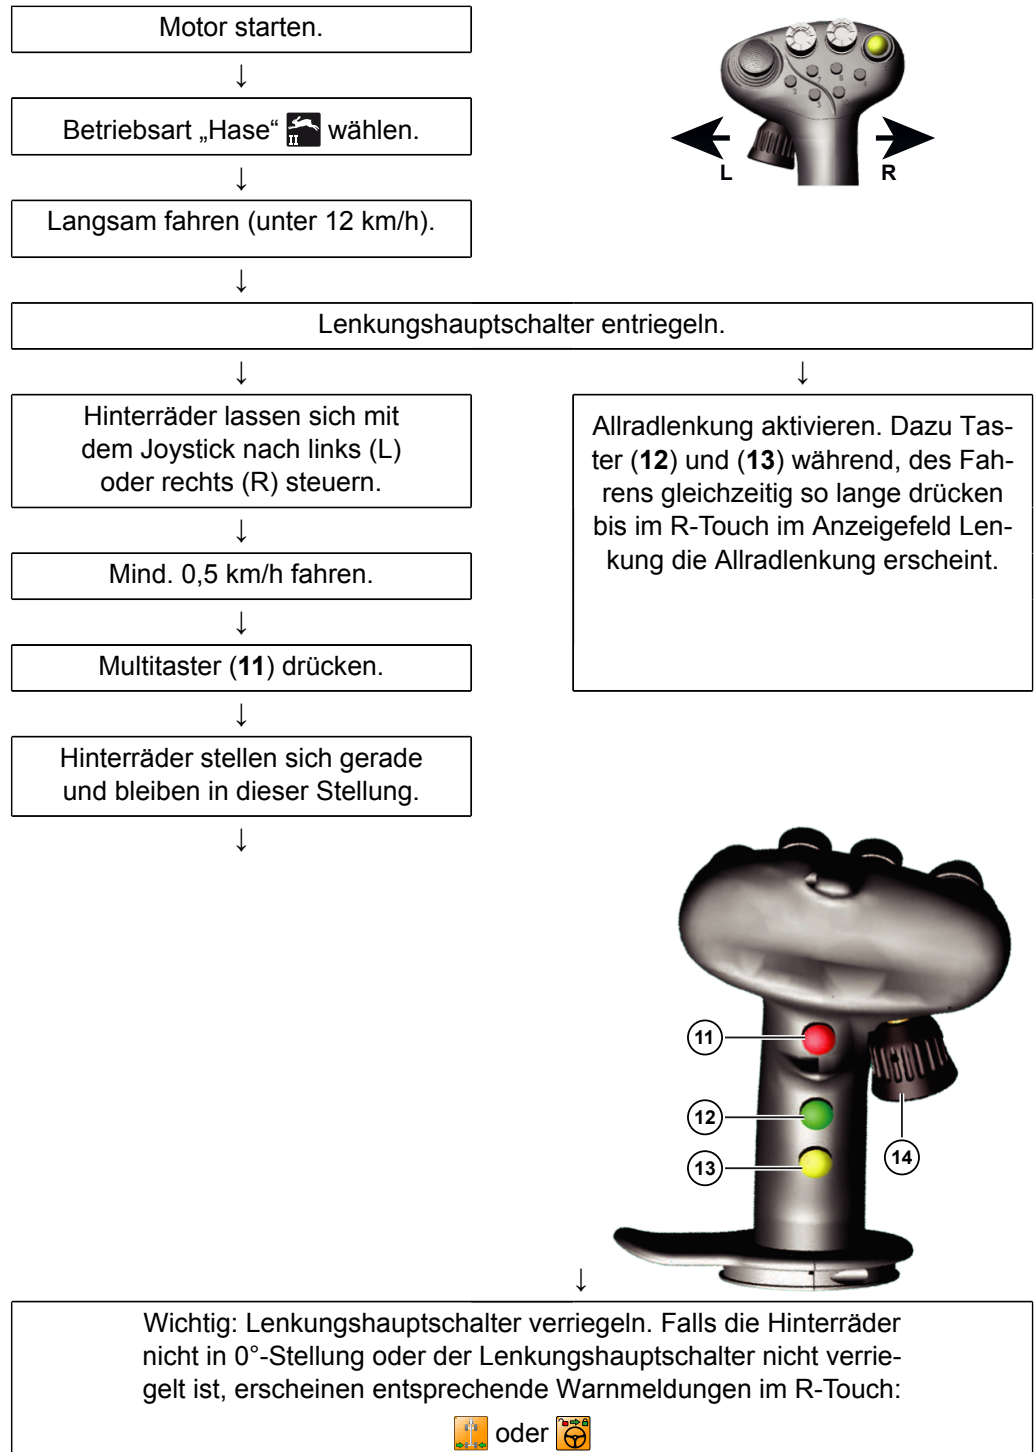 Motor starten.
↓
Betriebsart „Hase“ II wählen.
↓
Langsam fahren (unter 12 km/h).
L
R
↓
Lenkungshauptschalter entriegeln.
↓
↓
Hinterräder lassen sich mit
dem Joystick nach links (L)
oder rechts (R) steuern.
↓
Mind. 0,5 km/h fahren.
↓
Multitaster (11) drücken.
↓
Hinterräder stellen sich gerade
und bleiben in dieser Stellung.
↓
Allradlenkung aktivieren. Dazu Tas-
ter (12) und (13) während, des Fah-
rens gleichzeitig so lange drücken
bis im R-Touch im Anzeigefeld Len-
kung die Allradlenkung erscheint.
11
12
13
14
↓
Wichtig: Lenkungshauptschalter verriegeln. Falls die Hinterräder
nicht in 0°-Stellung oder der Lenkungshauptschalter nicht verrie-
gelt ist, erscheinen entsprechende Warnmeldungen im R-Touch:
oder